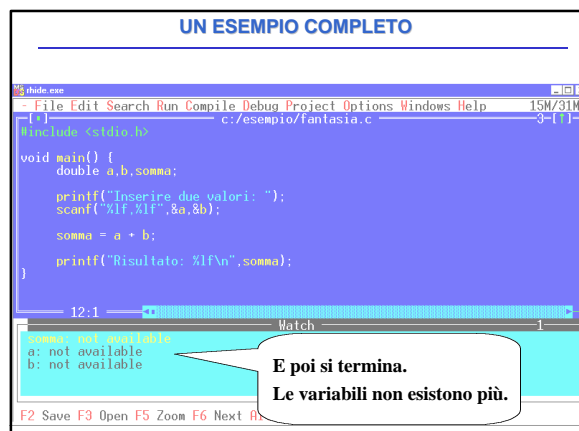 UN ESEMPIO COMPLETO
rhide.exe
File Edit Search Run Compile Debug Project Options Windows Help 15M/31M
c:/esempio/fantasia.c 3
#include <stdio.h>
void main() {
double a,b,somma;
printf("Inserire due valori: ");
scanf("%lf,%lf",&a,&b);
somma = a + b;
printf("Risultato: %lf\n",somma);
}
12:1
Watch 1
somma: not available
a: not available
b: not available
E poi si termina.
Le variabili non esistono più.
F2 Save F3 Open F5 Zoom F6 Next